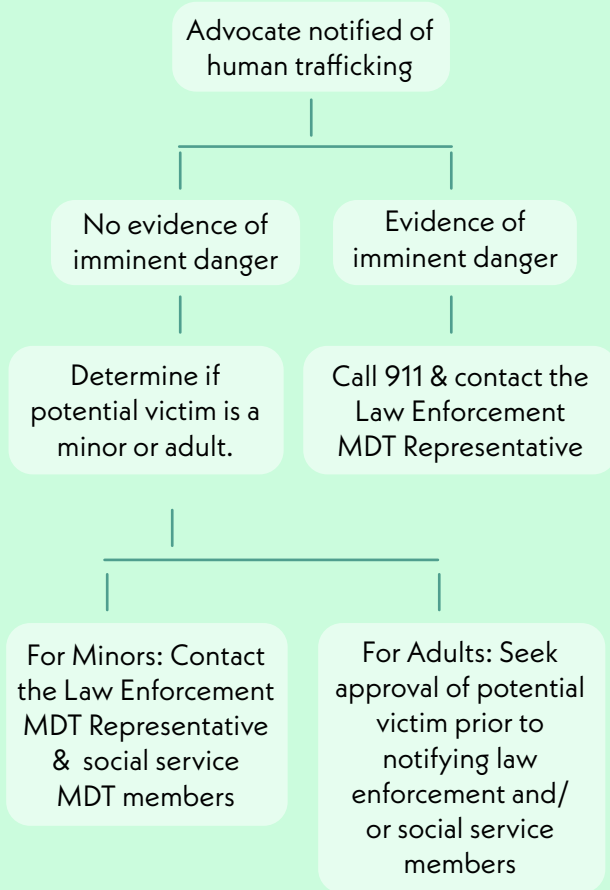 Advocate notified of
human trafficking
No evidence of
imminent danger
Evidence of
imminent danger
Determine if
potential victim is a
minor or adult.
Call 911 & contact the
Law Enforcement
MDT Representative
For Minors: Contact
the Law Enforcement
MDT Representative
& social service
MDT members
For Adults: Seek
approval of potential
victim prior to
notifying law
enforcement and/
or social service
members